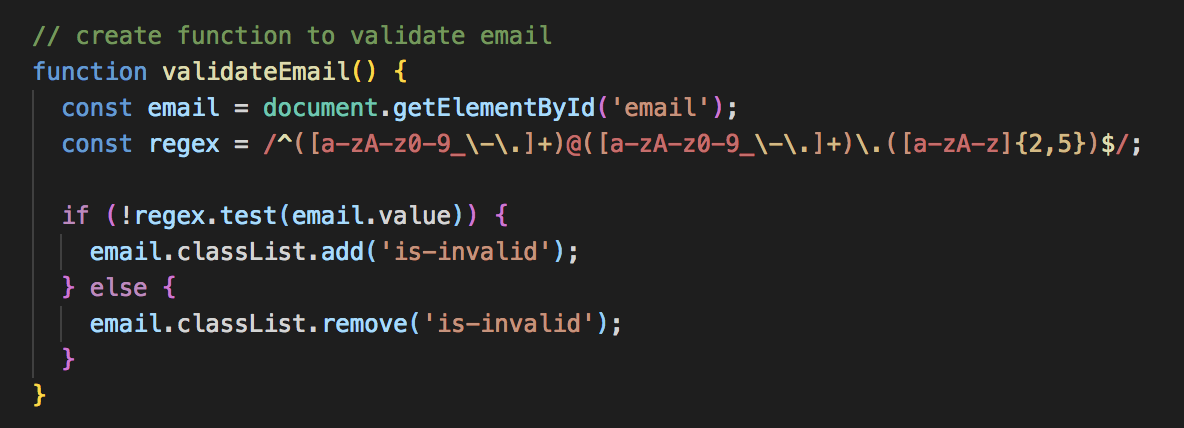 // create function to validate email
function validateEmail() {
  const email = document.getElementById('email');
  const regex = /^([a-zA-z0-9_\-\.]+)@([a-zA-z0-9_\-\.]+)\.([a-zA-z]{2,5})$/;
  if (!regex.test(email.value)) {
    email.classList.add('is-invalid');
  } else {
    email.classList.remove('is-invalid');
  }
}